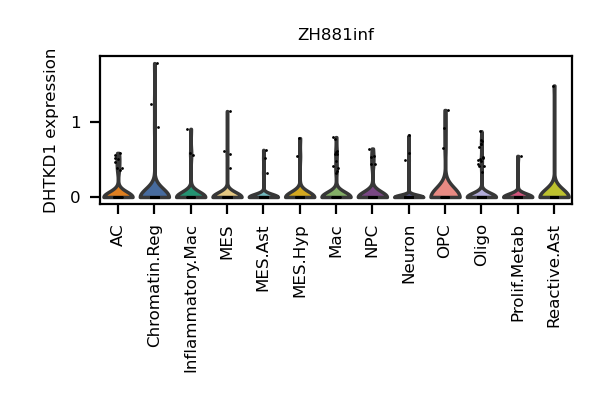 ZH881inf
DHTKD1 expression
1
0
AC
Chromatin.Reg
Inflammatory.Mac
MES
MES.Ast
MES.Hyp
Mac
NPC
Neuron
OPC
Oligo
Prolif.Metab
Reactive.Ast